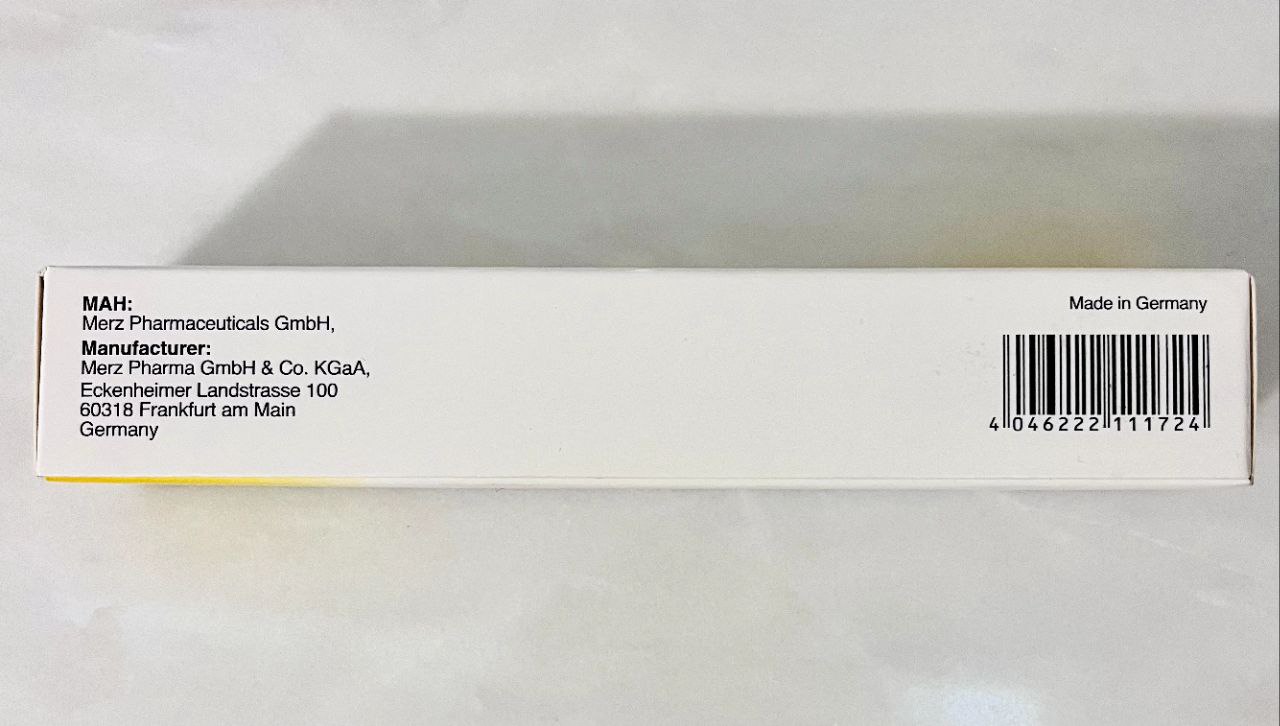 MAH:
Merz Pharmaceuticals GmbH,
Manufacturer:
Merz Pharma GmbH & Co. KGaA,
Eckenheimer Landstrasse 100
60318 Frankfurt am Main
Germany
Made in Germany
4 046222 111724